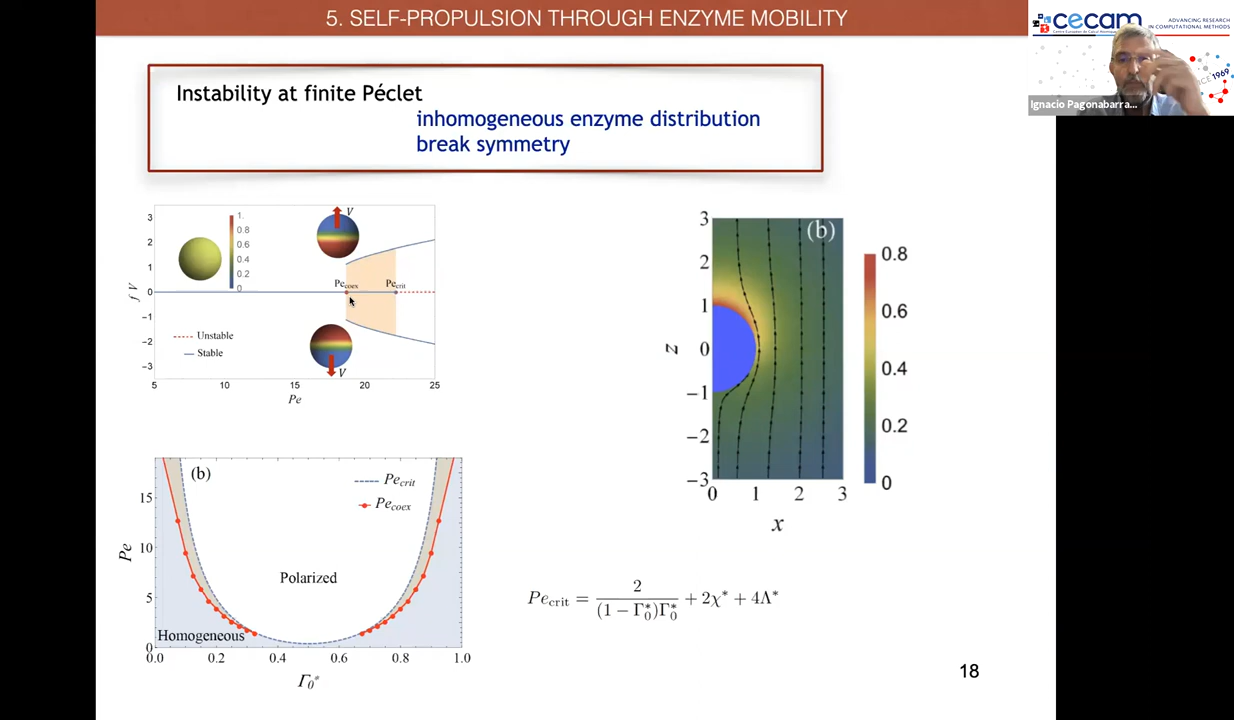 5. SELF-PROPULSION THROUGH ENZYME MOBILITY
cecam
ADVANCING RESEARCH
IN COMPUTATIONAL METHODS
1969
Ignacio Pagonabarra...
Instability at finite Péclet
inhomogeneous enzyme distribution
break symmetry
3
2
1
0
−1
−2
−3
f V
1.
0.8
0.6
0.4
0.2
0
V
Pe_coex
Pe_crit
Unstable
Stable
V
5 10 15 20 25
Pe
(b)
3
2
1
0
−1
−2
−3
z
0 1 2 3
x
0.8
0.6
0.4
0.2
0
(b)
Pe_crit
Pe_coex
15
10
5
0
Pe
Polarized
Homogeneous
0.0 0.2 0.4 0.6 0.8 1.0
Γ₀*
Pe_crit = 2 / ((1 − Γ₀*)Γ₀*) + 2χ* + 4Λ*
18